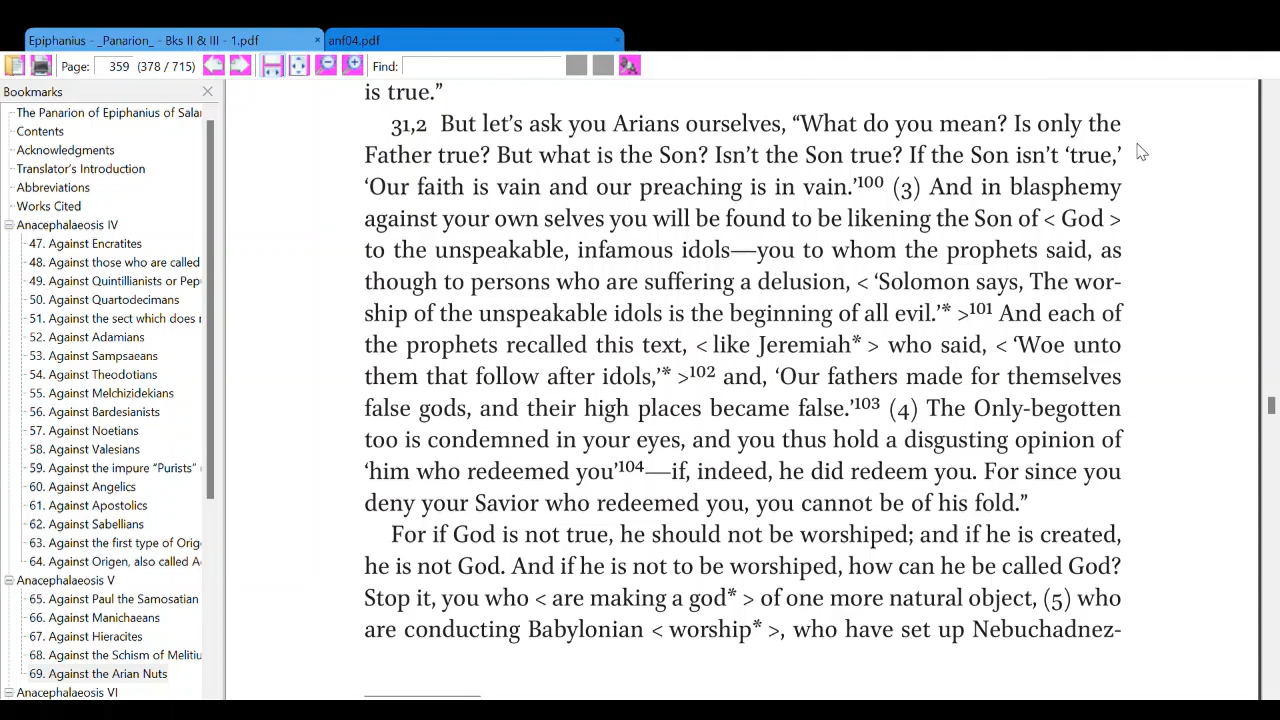 Epiphanius - _Panarion_ - Bks II & III - 1.pdf
anf04.pdf
Page: 359 (378 / 715)
Find:
Bookmarks
The Panarion of Epiphanius of Sala
Contents
Acknowledgments
Translator's Introduction
Abbreviations
Works Cited
Anacephalaeosis IV
47. Against Encratites
48. Against those who are called
49. Against Quintillianists or Pep
50. Against Quartodecimans
51. Against the sect which does r
52. Against Adamians
53. Against Sampsaeans
54. Against Theodotians
55. Against Melchizidekians
56. Against Bardesianists
57. Against Noetians
58. Against Valesians
59. Against the impure “Purists” (
60. Against Angelics
61. Against Apostolics
62. Against Sabellians
63. Against the first type of Orig
64. Against Origen, also called A
Anacephalaeosis V
65. Against Paul the Samosatian
66. Against Manichaeans
67. Against Hieracites
68. Against the Schism of Melitiu
69. Against the Arian Nuts
Anacephalaeosis VI
is true.”
31,2 But let’s ask you Arians ourselves, “What do you mean? Is only the
Father true? But what is the Son? Isn’t the Son true? If the Son isn’t ‘true,’
‘Our faith is vain and our preaching is in vain.’100 (3) And in blasphemy
against your own selves you will be found to be likening the Son of < God >
to the unspeakable, infamous idols—you to whom the prophets said, as
though to persons who are suffering a delusion, < ‘Solomon says, The wor-
ship of the unspeakable idols is the beginning of all evil.’* >101 And each of
the prophets recalled this text, < like Jeremiah* > who said, < ‘Woe unto
them that follow after idols,’* >102 and, ‘Our fathers made for themselves
false gods, and their high places became false.’103 (4) The Only-begotten
too is condemned in your eyes, and you thus hold a disgusting opinion of
‘him who redeemed you’104—if, indeed, he did redeem you. For since you
deny your Savior who redeemed you, you cannot be of his fold.”
For if God is not true, he should not be worshiped; and if he is created,
he is not God. And if he is not to be worshiped, how can he be called God?
Stop it, you who < are making a god* > of one more natural object, (5) who
are conducting Babylonian < worship* >, who have set up Nebuchadnez-